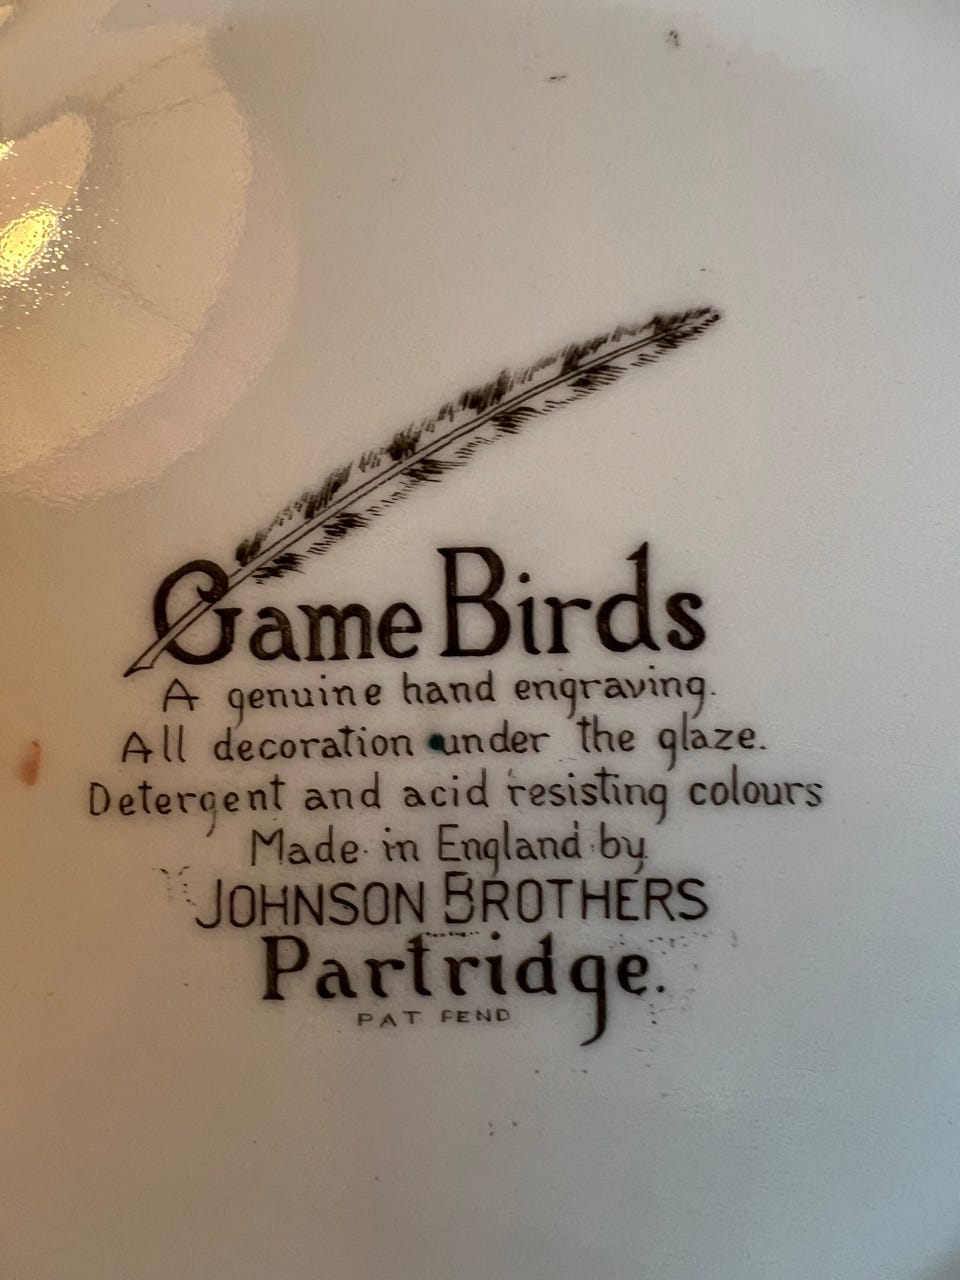 Game Birds
A genuine hand engraving.
All decoration under the glaze.
Detergent and acid resisting colours
Made in England by
JOHNSON BROTHERS
Partridge.
PAT PEND